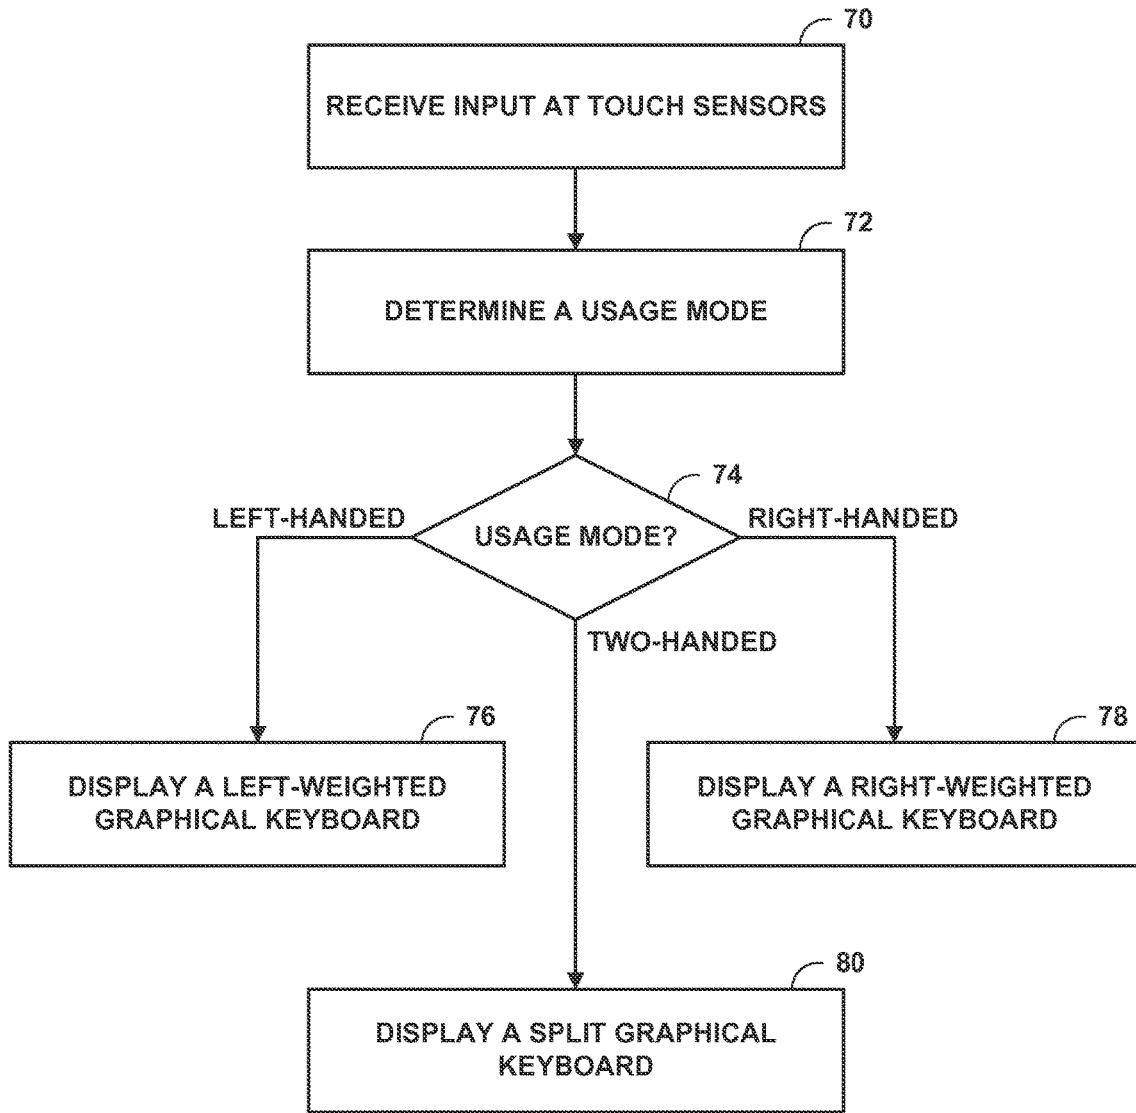 70
RECEIVE INPUT AT TOUCH SENSORS
72
DETERMINE A USAGE MODE
74
LEFT-HANDED
USAGE MODE?
RIGHT-HANDED
TWO-HANDED
76
DISPLAY A LEFT-WEIGHTED
GRAPHICAL KEYBOARD
78
DISPLAY A RIGHT-WEIGHTED
GRAPHICAL KEYBOARD
80
DISPLAY A SPLIT GRAPHICAL
KEYBOARD